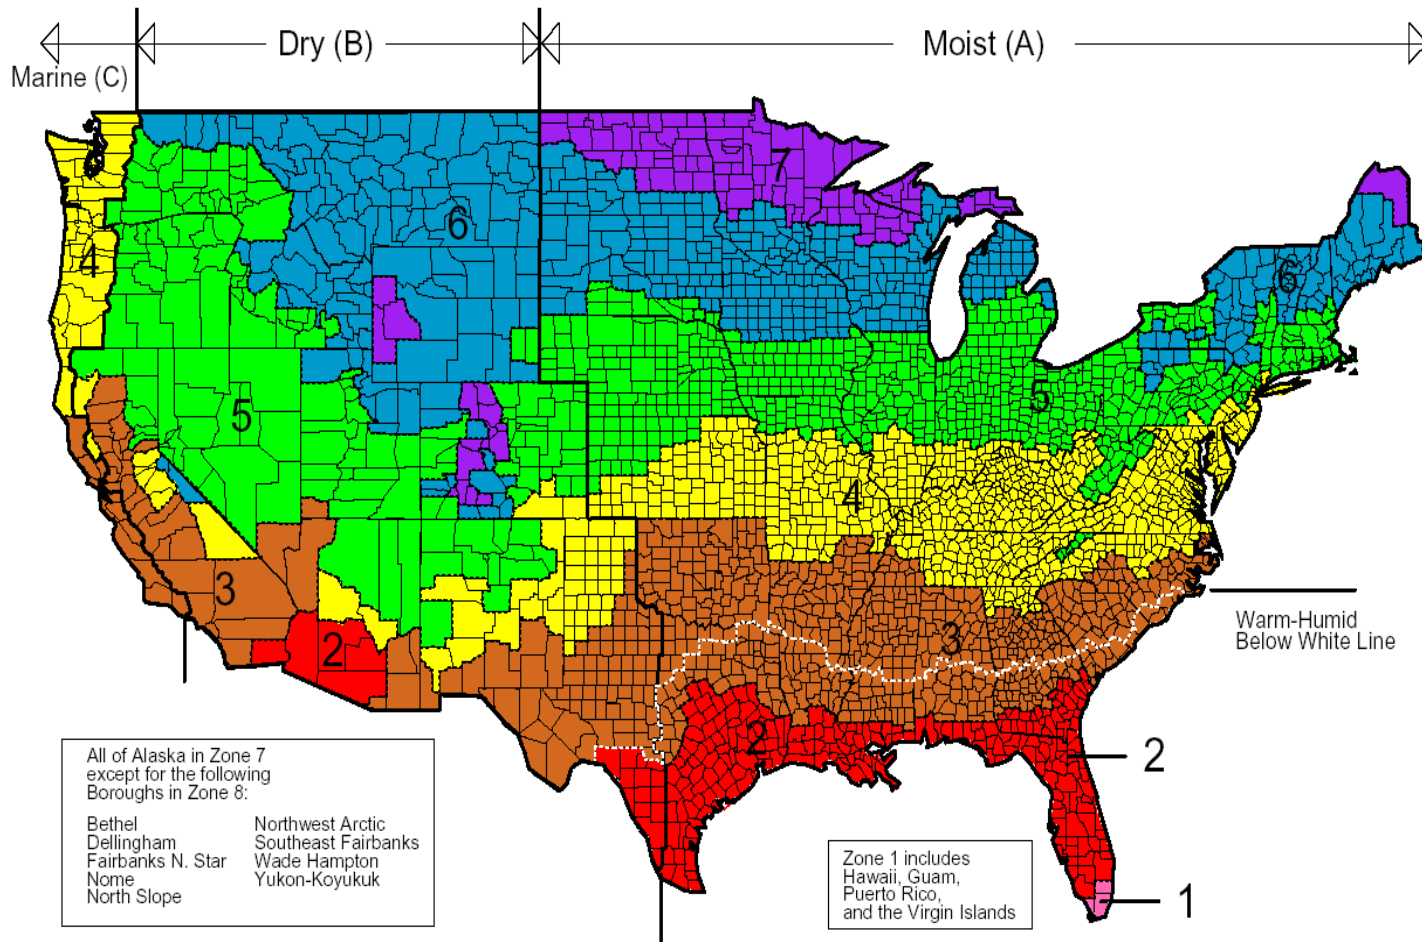 Dry (B)
Moist (A)
Marine (C)
7
6
6
4
5
5
4
3
3
2
2
Warm-Humid
Below White Line
2
1
All of Alaska in Zone 7
except for the following
Boroughs in Zone 8:
Bethel
Dellingham
Fairbanks N. Star
Nome
North Slope
Northwest Arctic
Southeast Fairbanks
Wade Hampton
Yukon-Koyukuk
Zone 1 includes
Hawaii, Guam,
Puerto Rico,
and the Virgin Islands